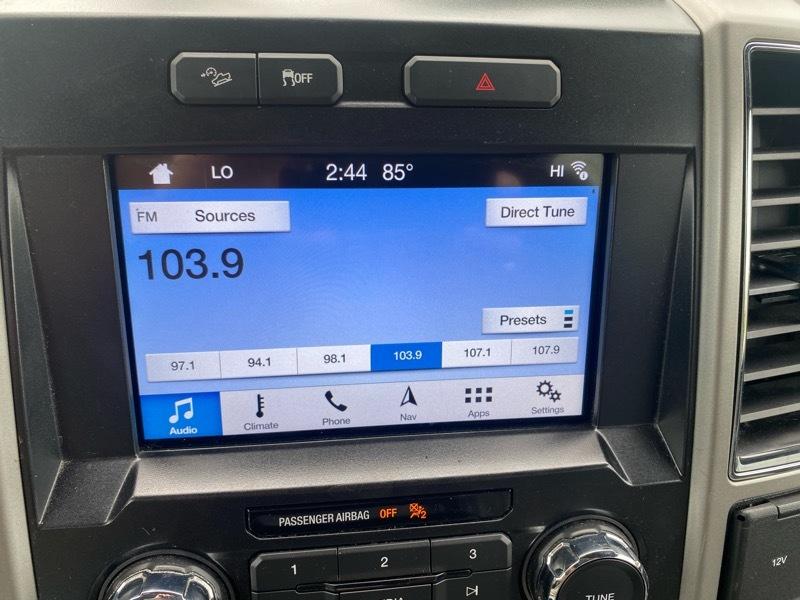 OFF
LO 2:44 85° HI
FM Sources Direct Tune
103.9
Presets
97.1 94.1 98.1 103.9 107.1 107.9
Audio Climate Phone Nav Apps Settings
PASSENGER AIRBAG OFF 2
1 2 3
TUNE
12V